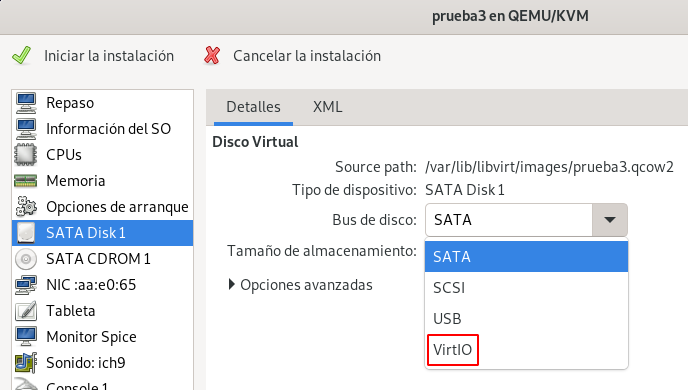 prueba3 en QEMU/KVM
Iniciar la instalación
Cancelar la instalación
Repaso
Información del SO
CPUs
Memoria
Opciones de arranque
SATA Disk 1
SATA CDROM 1
NIC :aa:e0:65
Tableta
Monitor Spice
Sonido: ich9
Console 1
Detalles
XML
Disco Virtual
Source path: /var/lib/libvirt/images/prueba3.qcow2
Tipo de dispositivo: SATA Disk 1
Bus de disco: SATA
Tamaño de almacenamiento:
Opciones avanzadas
SATA
SCSI
USB
VirtIO